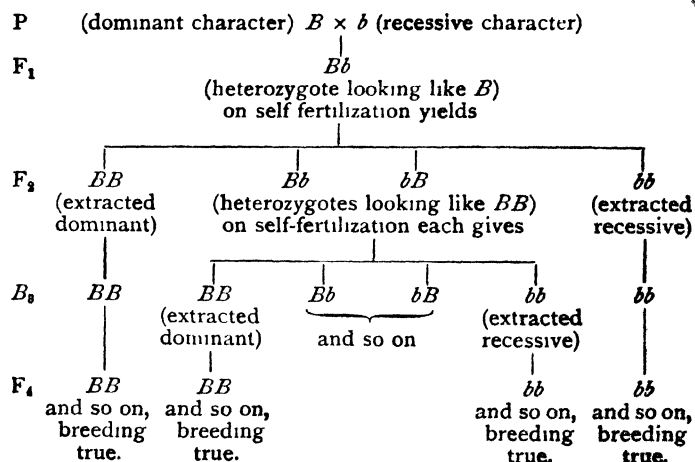 P (dominant character) B × b (recessive character)
F₁ Bb
(heterozygote looking like B)
on self fertilization yields
F₂ BB Bb bB bb
(extracted dominant) (heterozygotes looking like BB) on self-fertilization each gives (extracted recessive)
B₃ BB BB Bb bB bb bb
(extracted dominant) and so on (extracted recessive)
F₄ BB BB bb bb
and so on, and so on, and so on, and so on,
breeding breeding breeding breeding
true. true. true. true.